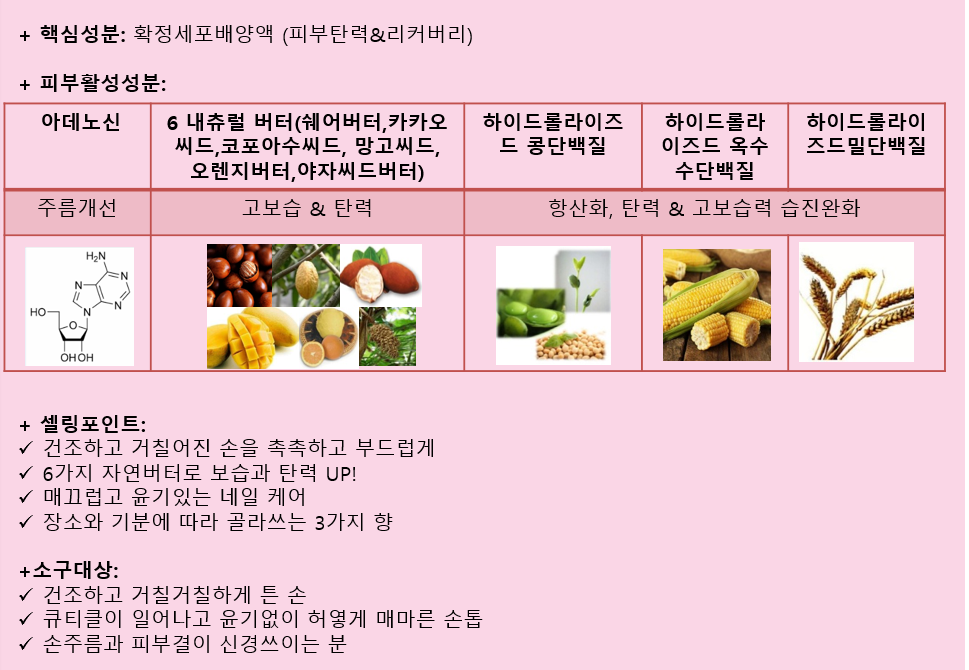 + 핵심성분: 확정세포배양액 (피부탄력&리커버리)
+ 피부활성성분:
아데노신
6 내츄럴 버터(쉐어버터,카카오
씨드,코포아수씨드, 망고씨드,
오렌지버터,야자씨드버터)
하이드롤라이즈
드 콩단백질
하이드롤라
이즈드 옥수
수단백질
하이드롤라이
즈드밀단백질
주름개선
고보습 & 탄력
항산화, 탄력 & 고보습력 습진완화
H₂N
N
N
N
N
HO
O
OH OH
+ 셀링포인트:
✓ 건조하고 거칠어진 손을 촉촉하고 부드럽게
✓ 6가지 자연버터로 보습과 탄력 UP!
✓ 매끄럽고 윤기있는 네일 케어
✓ 장소와 기분에 따라 골라쓰는 3가지 향
+소구대상:
✓ 건조하고 거칠거칠하게 튼 손
✓ 큐티클이 일어나고 윤기없이 허옇게 매마른 손톱
✓ 손주름과 피부결이 신경쓰이는 분